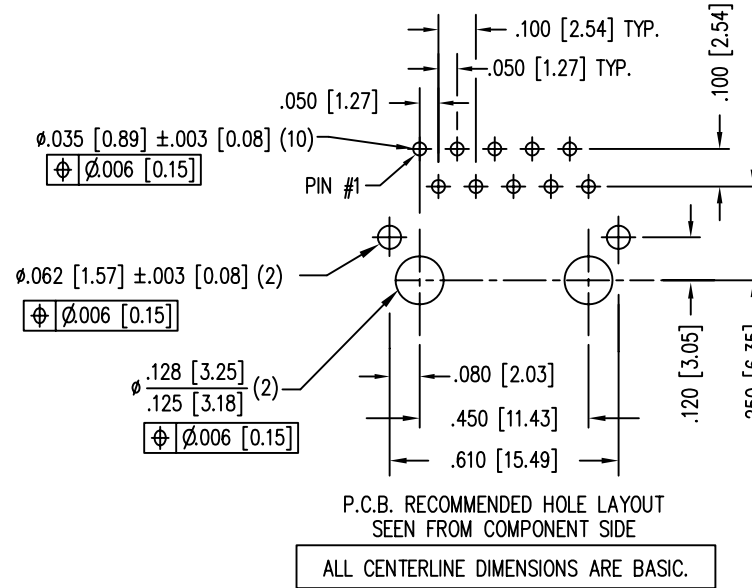 .100 [2.54] TYP.
.100 [2.54]
.050 [1.27] TYP.
.050 [1.27]
ø.035 [0.89] ±.003 [0.08] (10)
⌖ Ø.006 [0.15]
PIN #1
ø.062 [1.57] ±.003 [0.08] (2)
⌖ Ø.006 [0.15]
.120 [3.05]
.250 [6.35]
ø .128 [3.25]
.125 [3.18] (2)
⌖ Ø.006 [0.15]
.080 [2.03]
.450 [11.43]
.610 [15.49]
P.C.B. RECOMMENDED HOLE LAYOUT
SEEN FROM COMPONENT SIDE
ALL CENTERLINE DIMENSIONS ARE BASIC.